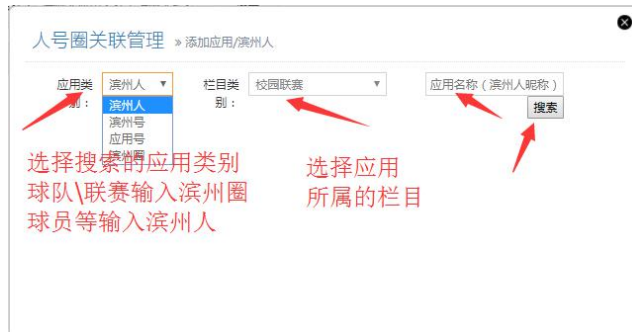 人号圈关联管理 » 添加应用/滨州人
应用类别： 滨州人 栏目类别： 校园联赛 应用名称（滨州人昵称）
滨州人 搜索
滨州号
应用号
滨州圈
选择搜索的应用类别
球队\联赛输入滨州圈
球员等输入滨州人
选择应用
所属的栏目